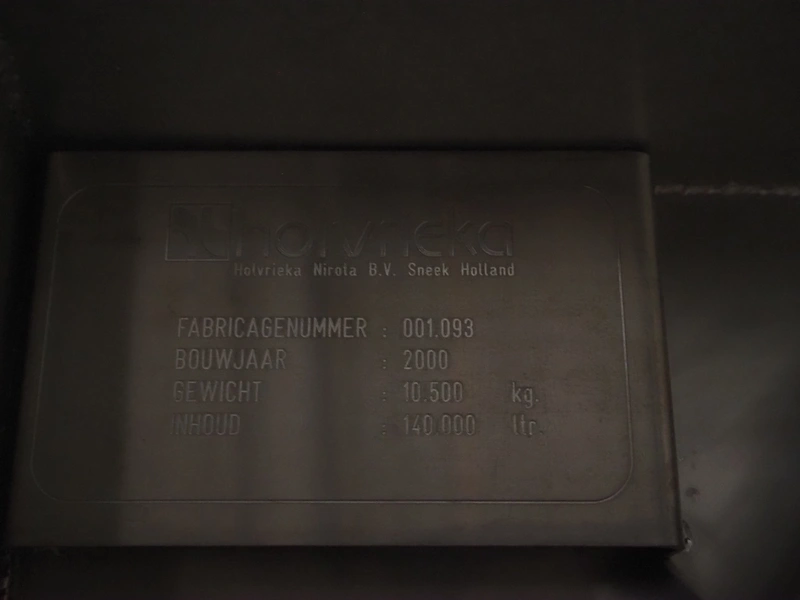 Holvrieka
Holvrieka Nirota B.V. Sneek Holland
FABRICAGENUMMER : 001.093
BOUWJAAR : 2000
GEWICHT : 10.500 kg.
INHOUD : 140.000 ltr.